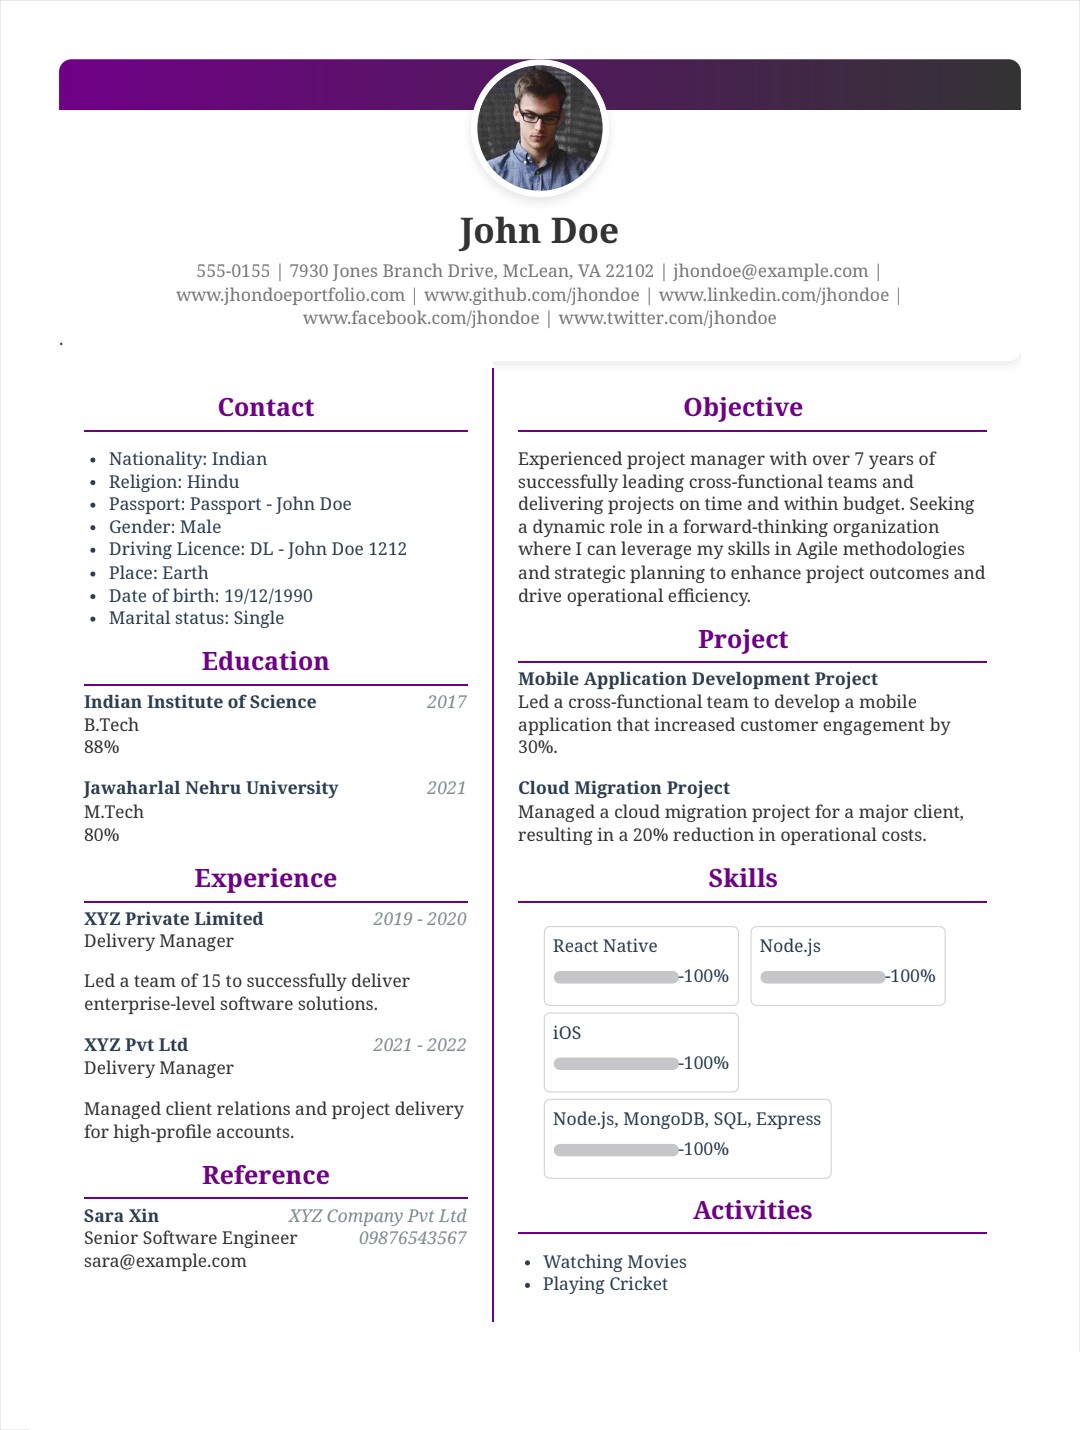 John Doe
555-0155 | 7930 Jones Branch Drive, McLean, VA 22102 | jhondoe@example.com |
www.jhondoeportfolio.com | www.github.com/jhondoe | www.linkedin.com/jhondoe |
www.facebook.com/jhondoe | www.twitter.com/jhondoe
.
Contact
• Nationality: Indian
• Religion: Hindu
• Passport: Passport - John Doe
• Gender: Male
• Driving Licence: DL - John Doe 1212
• Place: Earth
• Date of birth: 19/12/1990
• Marital status: Single
Education
Indian Institute of Science 2017
B.Tech
88%
Jawaharlal Nehru University 2021
M.Tech
80%
Experience
XYZ Private Limited 2019 - 2020
Delivery Manager
Led a team of 15 to successfully deliver
enterprise-level software solutions.
XYZ Pvt Ltd 2021 - 2022
Delivery Manager
Managed client relations and project delivery
for high-profile accounts.
Reference
Sara Xin XYZ Company Pvt Ltd
Senior Software Engineer 09876543567
sara@example.com
Objective
Experienced project manager with over 7 years of
successfully leading cross-functional teams and
delivering projects on time and within budget. Seeking
a dynamic role in a forward-thinking organization
where I can leverage my skills in Agile methodologies
and strategic planning to enhance project outcomes and
drive operational efficiency.
Project
Mobile Application Development Project
Led a cross-functional team to develop a mobile
application that increased customer engagement by
30%.
Cloud Migration Project
Managed a cloud migration project for a major client,
resulting in a 20% reduction in operational costs.
Skills
React Native
-100%
Node.js
-100%
iOS
-100%
Node.js, MongoDB, SQL, Express
-100%
Activities
• Watching Movies
• Playing Cricket